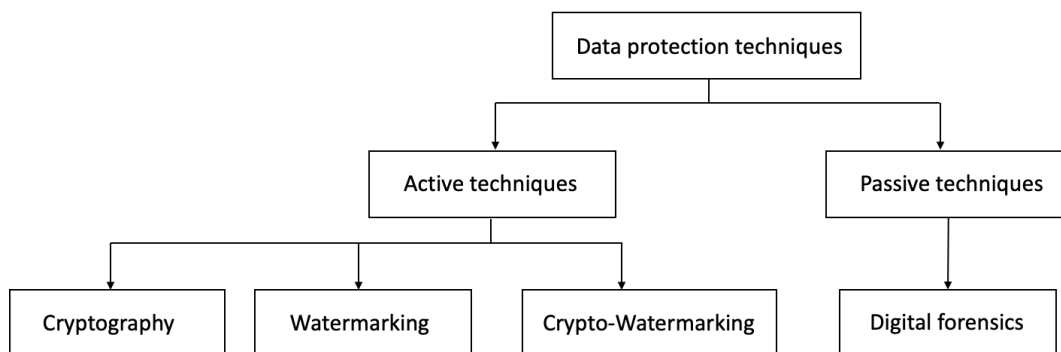 Data protection techniques
Active techniques
Passive techniques
Cryptography
Watermarking
Crypto-Watermarking
Digital forensics